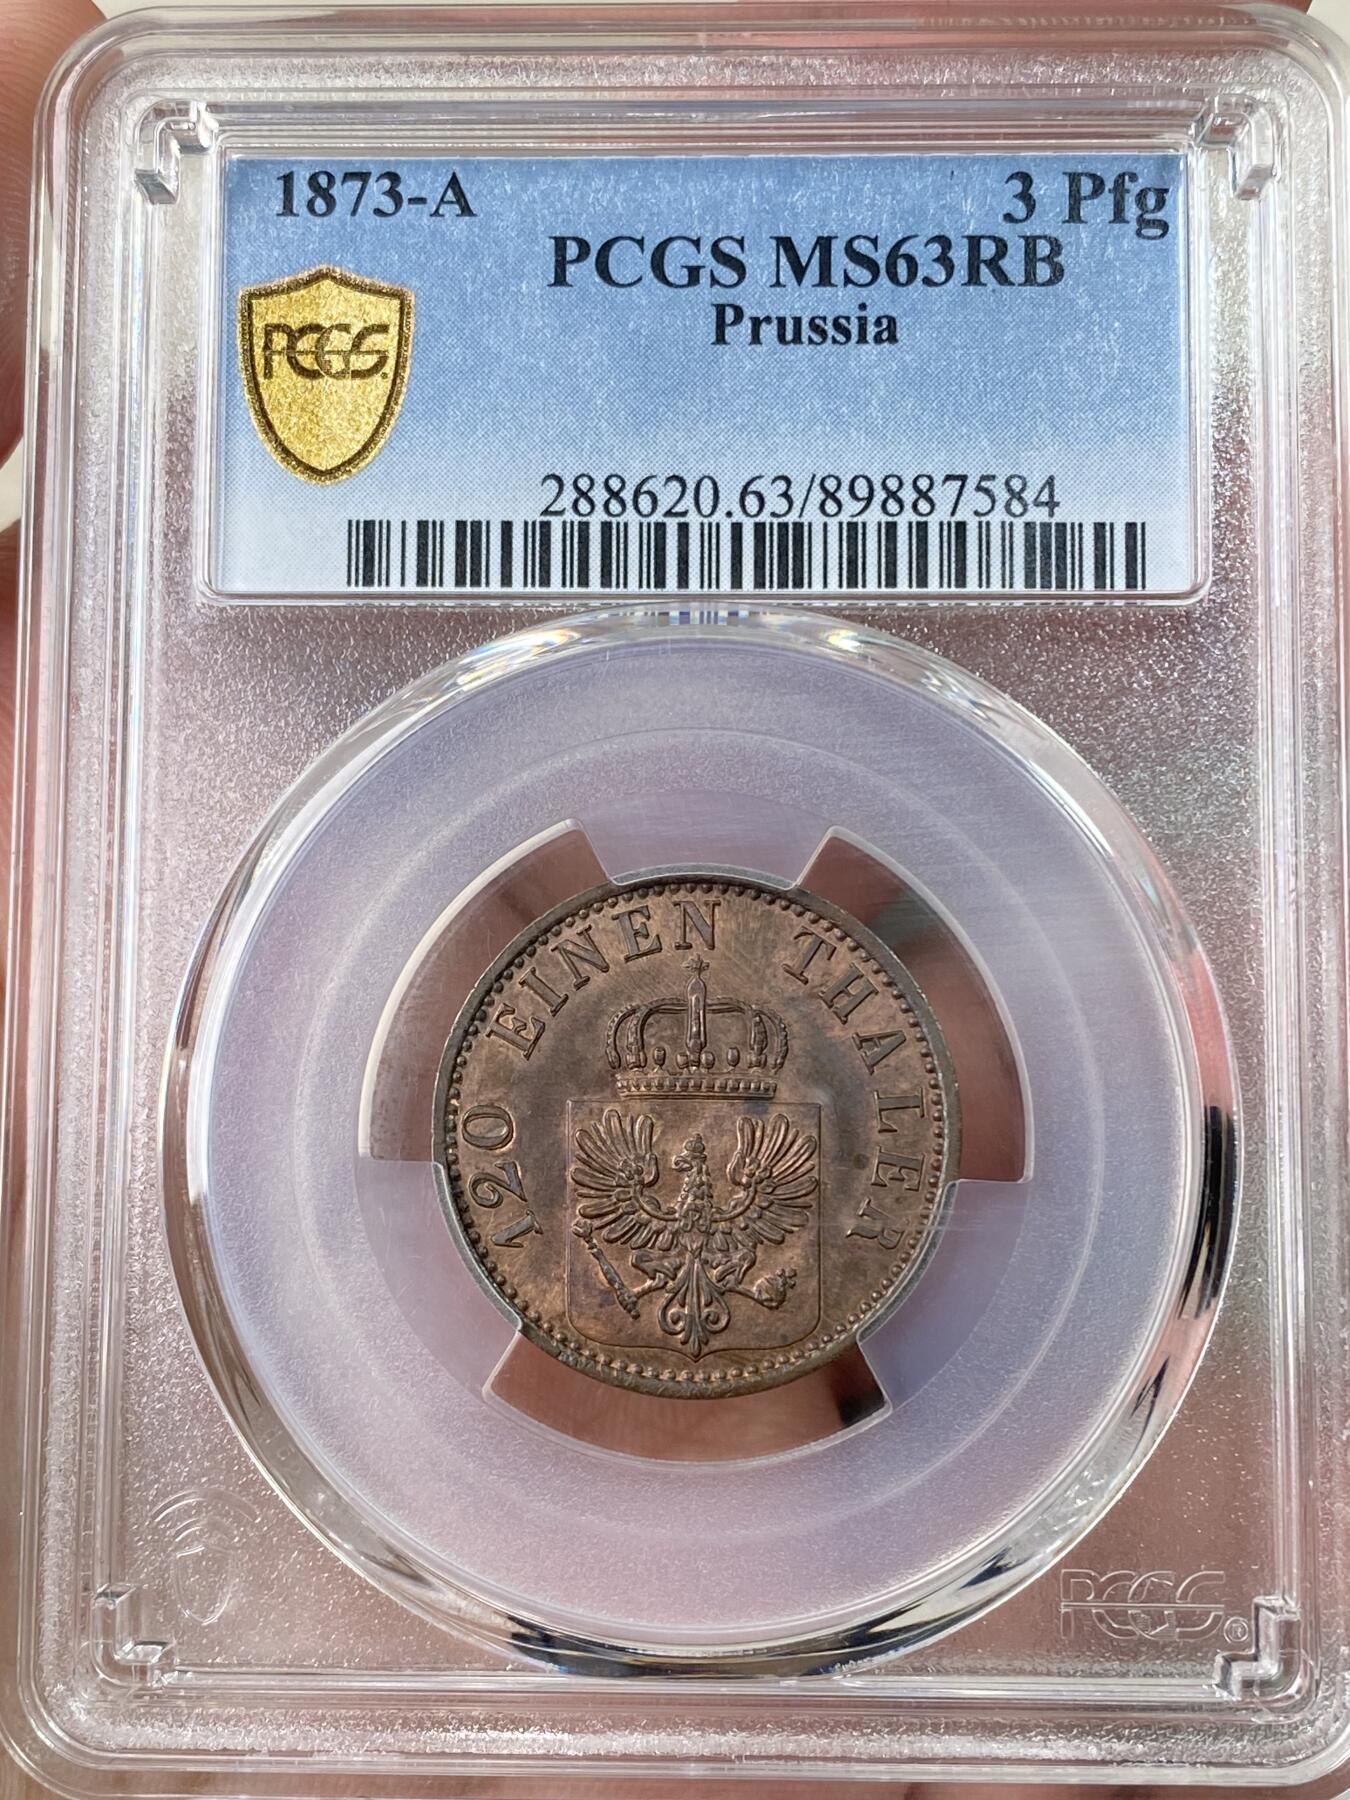 1873-A 3 Pfg
PCGS MS63RB
Prussia
PCGS
288620.63/89887584
120 EINEN THALER
PCGS®